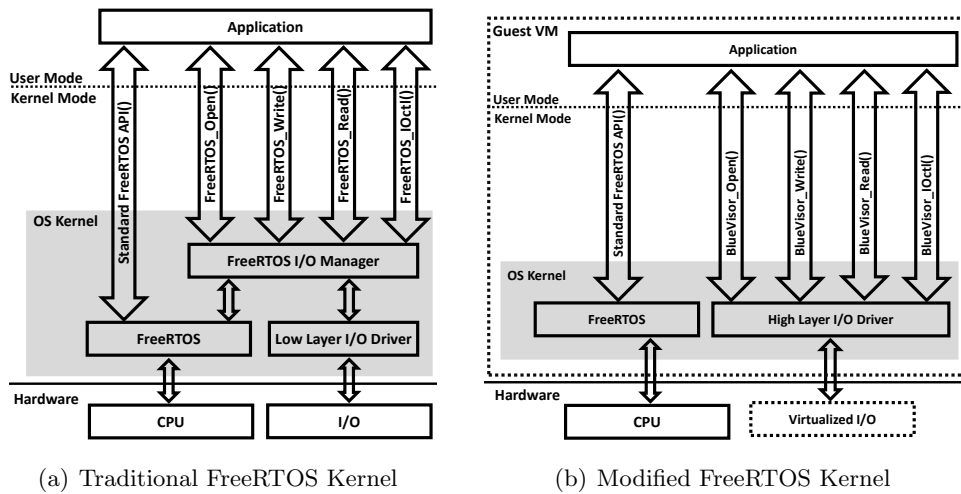 Application
User Mode
Kernel Mode
Standard FreeRTOS API()
FreeRTOS_Open()
FreeRTOS_Write()
FreeRTOS_Read()
FreeRTOS_IOctl()
OS Kernel
FreeRTOS I/O Manager
FreeRTOS
Low Layer I/O Driver
Hardware
CPU
I/O
(a) Traditional FreeRTOS Kernel
Guest VM
Application
User Mode
Kernel Mode
Standard FreeRTOS API()
BlueVisor_Open()
BlueVisor_Write()
BlueVisor_Read()
BlueVisor_IOctl()
OS Kernel
FreeRTOS
High Layer I/O Driver
Hardware
CPU
Virtualized I/O
(b) Modified FreeRTOS Kernel